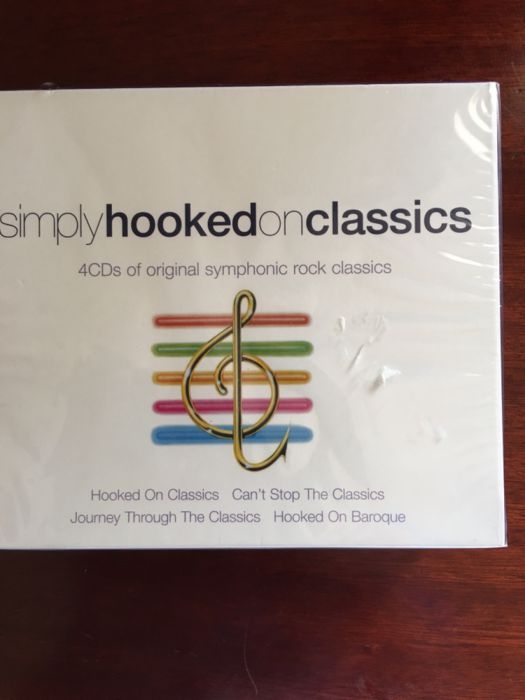 simplyhookedonclassics
4CDs of original symphonic rock classics
Hooked On Classics Can't Stop The Classics
Journey Through The Classics Hooked On Baroque